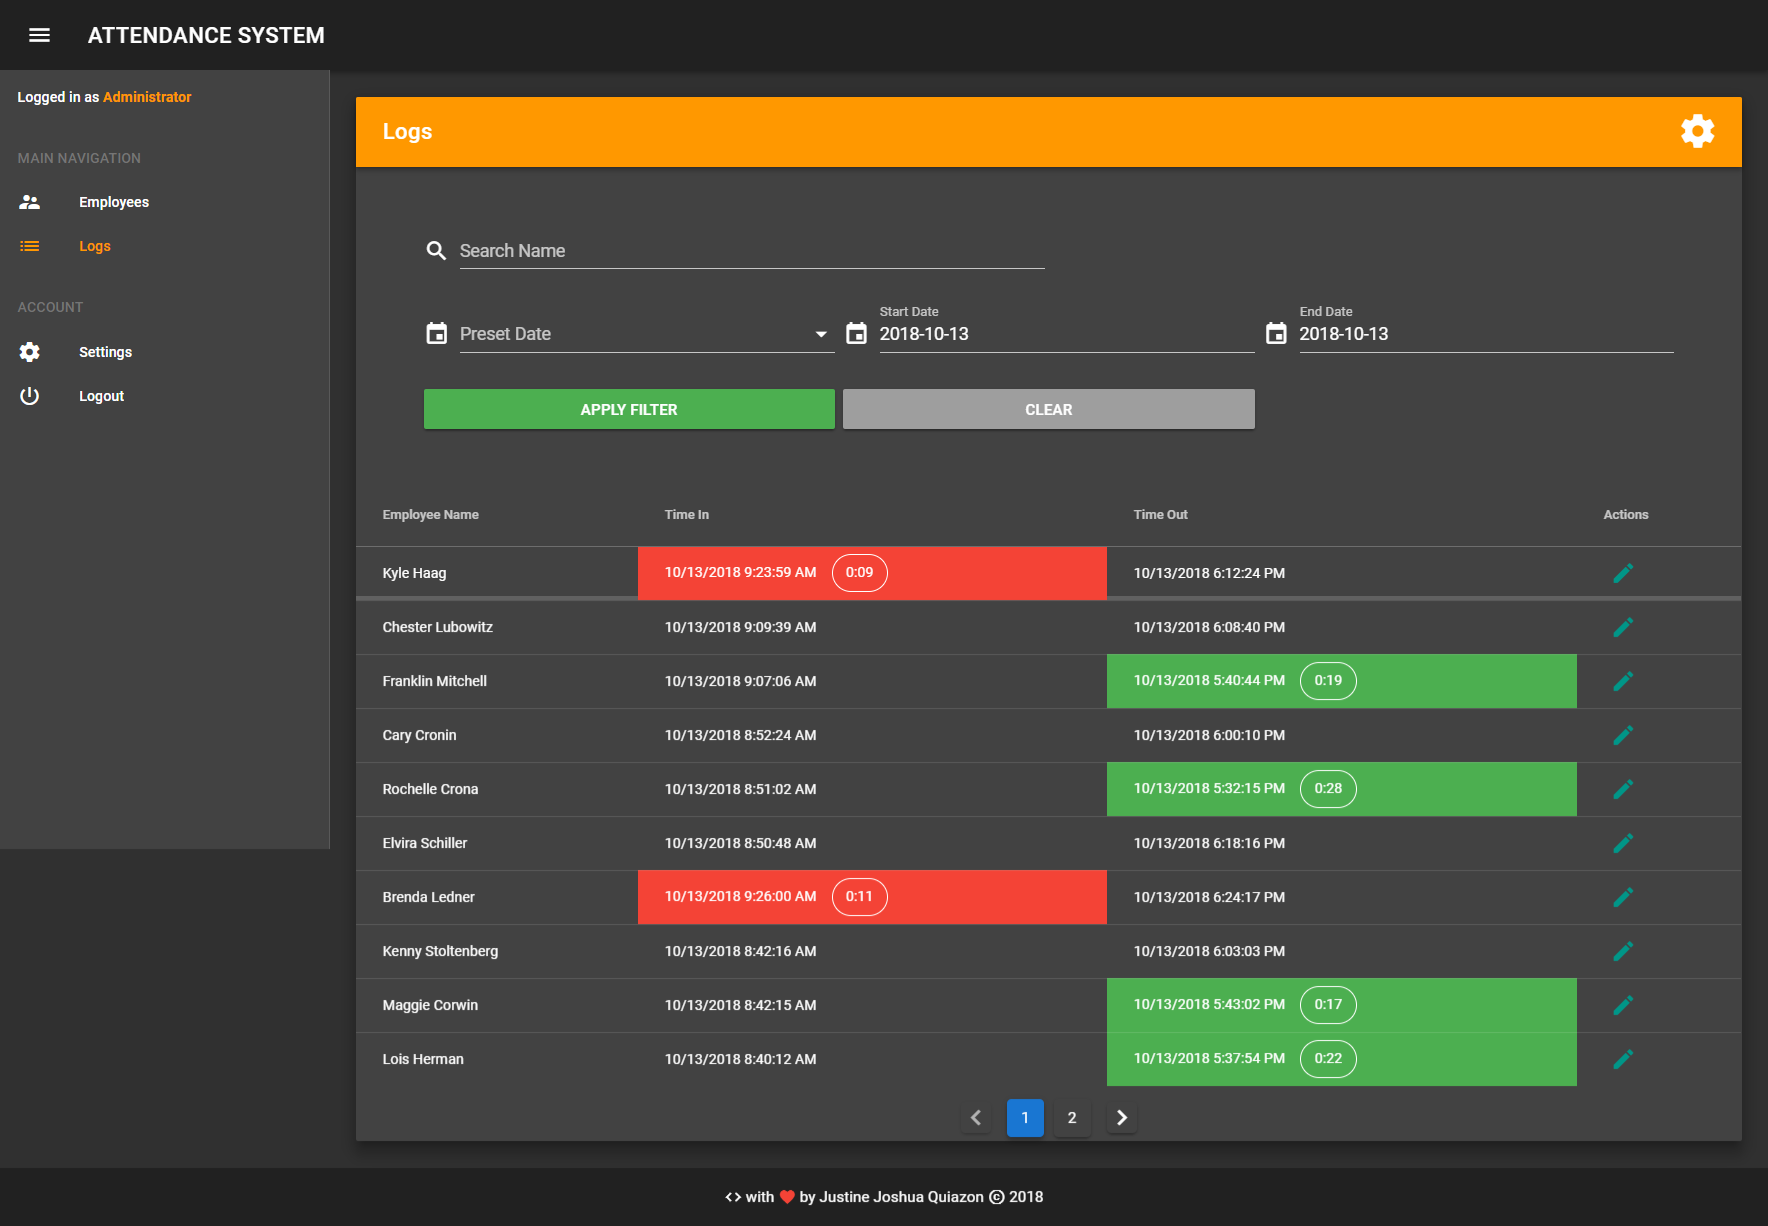 ATTENDANCE SYSTEM
Logged in as Administrator
MAIN NAVIGATION
Employees
Logs
ACCOUNT
Settings
Logout
Logs
Search Name
Preset Date
Start Date
2018-10-13
End Date
2018-10-13
APPLY FILTER
CLEAR
Employee Name Time In Time Out Actions
Kyle Haag 10/13/2018 9:23:59 AM 0:09 10/13/2018 6:12:24 PM
Chester Lubowitz 10/13/2018 9:09:39 AM 10/13/2018 6:08:40 PM
Franklin Mitchell 10/13/2018 9:07:06 AM 10/13/2018 5:40:44 PM 0:19
Cary Cronin 10/13/2018 8:52:24 AM 10/13/2018 6:00:10 PM
Rochelle Crona 10/13/2018 8:51:02 AM 10/13/2018 5:32:15 PM 0:28
Elvira Schiller 10/13/2018 8:50:48 AM 10/13/2018 6:18:16 PM
Brenda Ledner 10/13/2018 9:26:00 AM 0:11 10/13/2018 6:24:17 PM
Kenny Stoltenberg 10/13/2018 8:42:16 AM 10/13/2018 6:03:03 PM
Maggie Corwin 10/13/2018 8:42:15 AM 10/13/2018 5:43:02 PM 0:17
Lois Herman 10/13/2018 8:40:12 AM 10/13/2018 5:37:54 PM 0:22
1 2
<> with ❤ by Justine Joshua Quiazon © 2018